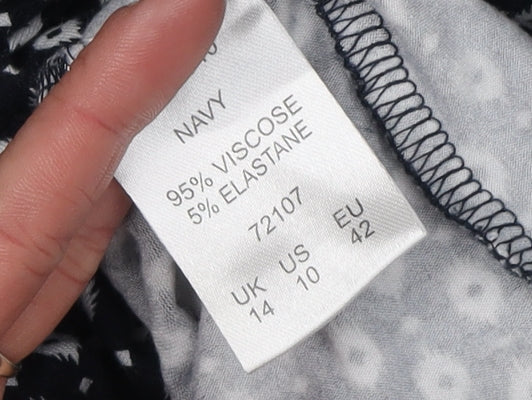 NAVY
95% VISCOSE
5% ELASTANE
72107
UK US EU
14 10 42